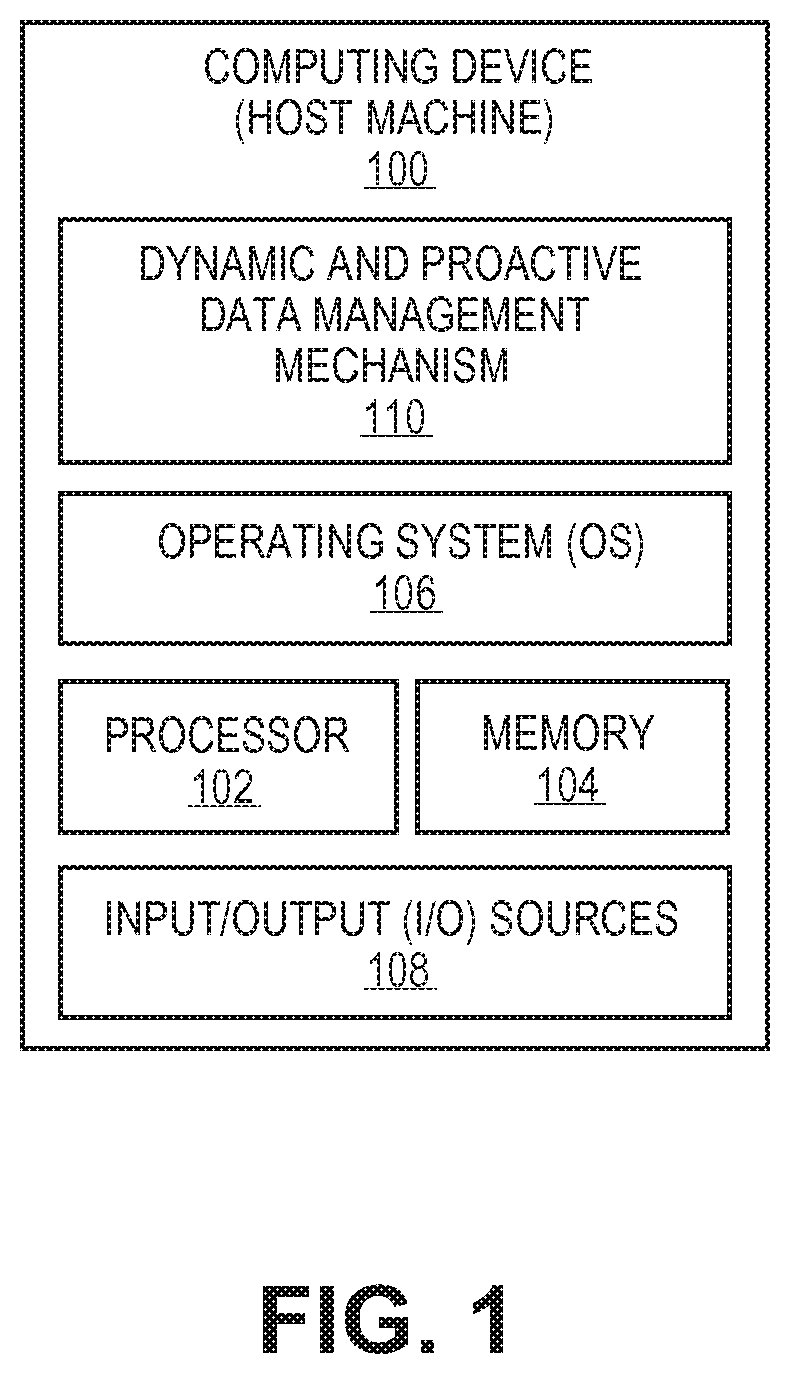 COMPUTING DEVICE
(HOST MACHINE)
100
DYNAMIC AND PROACTIVE
DATA MANAGEMENT
MECHANISM
110
OPERATING SYSTEM (OS)
106
PROCESSOR
102
MEMORY
104
INPUT/OUTPUT (I/O) SOURCES
108
FIG. 1